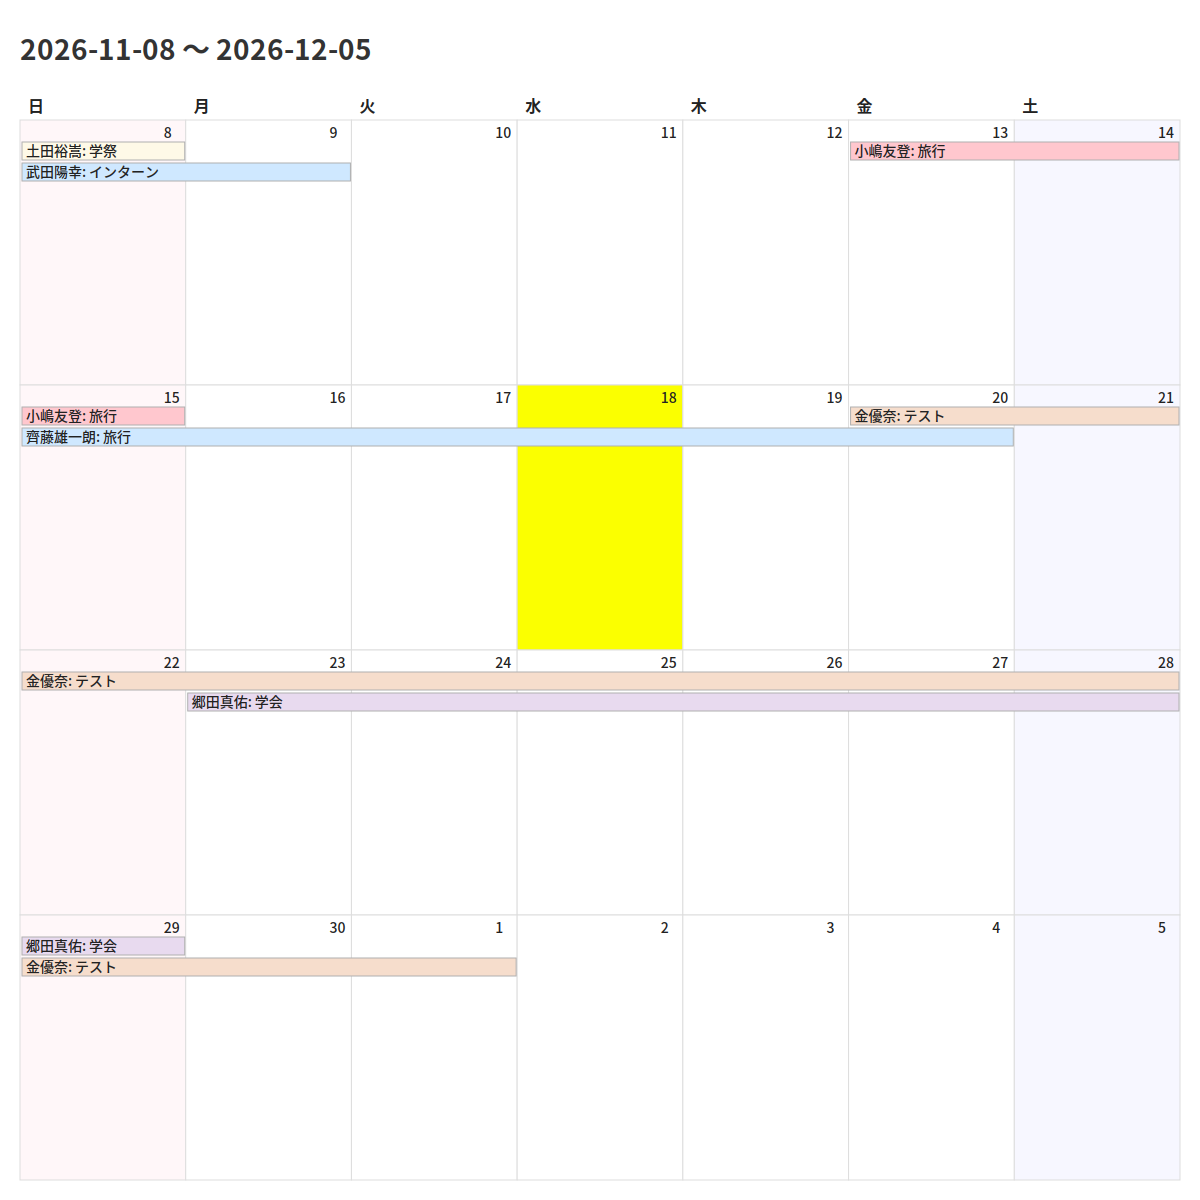 2026-11-08 〜 2026-12-05
日 月 火 水 木 金 土
8 9 10 11 12 13 14
土田裕嵩: 学祭 小嶋友登: 旅行
武田陽幸: インターン
15 16 17 18 19 20 21
小嶋友登: 旅行 金優奈: テスト
齊藤雄一朗: 旅行
22 23 24 25 26 27 28
金優奈: テスト
郷田真佑: 学会
29 30 1 2 3 4 5
郷田真佑: 学会
金優奈: テスト